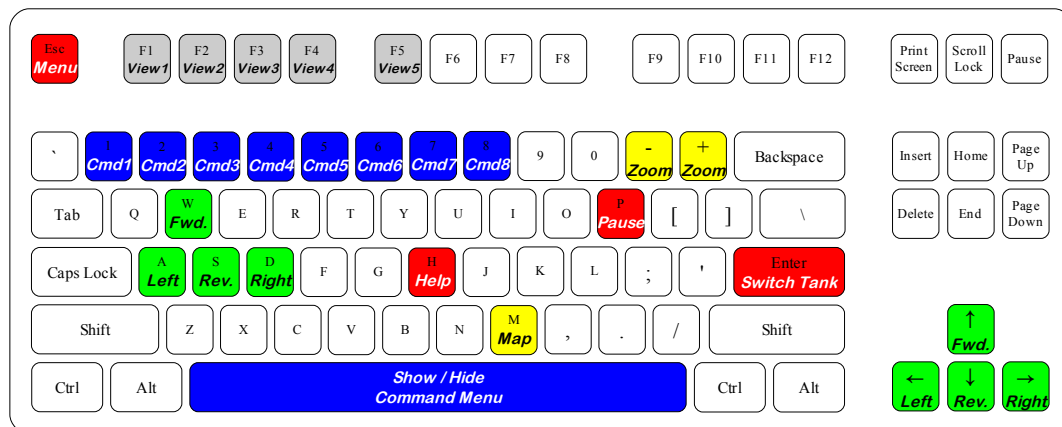 Esc F1 F2 F3 F4 F5 F6 F7 F8 F9 F10 F11 F12 Print Screen Scroll Lock Pause
Menu View1 View2 View3 View4 View5
` 1 2 3 4 5 6 7 8 9 0 - + Backspace Insert Home Page Up
Cmd1 Cmd2 Cmd3 Cmd4 Cmd5 Cmd6 Cmd7 Cmd8 Zoom Zoom
Tab Q W E R T Y U I O P [ ] \ Delete End Page Down
Fwd. Pause
Caps Lock A S D F G H J K L ; ' Enter
Left Rev. Right Help Switch Tank
Shift Z X C V B N M , . / Shift ↑
Map Fwd.
Ctrl Alt Show / Hide Ctrl Alt ← ↓ →
Command Menu Left Rev. Right